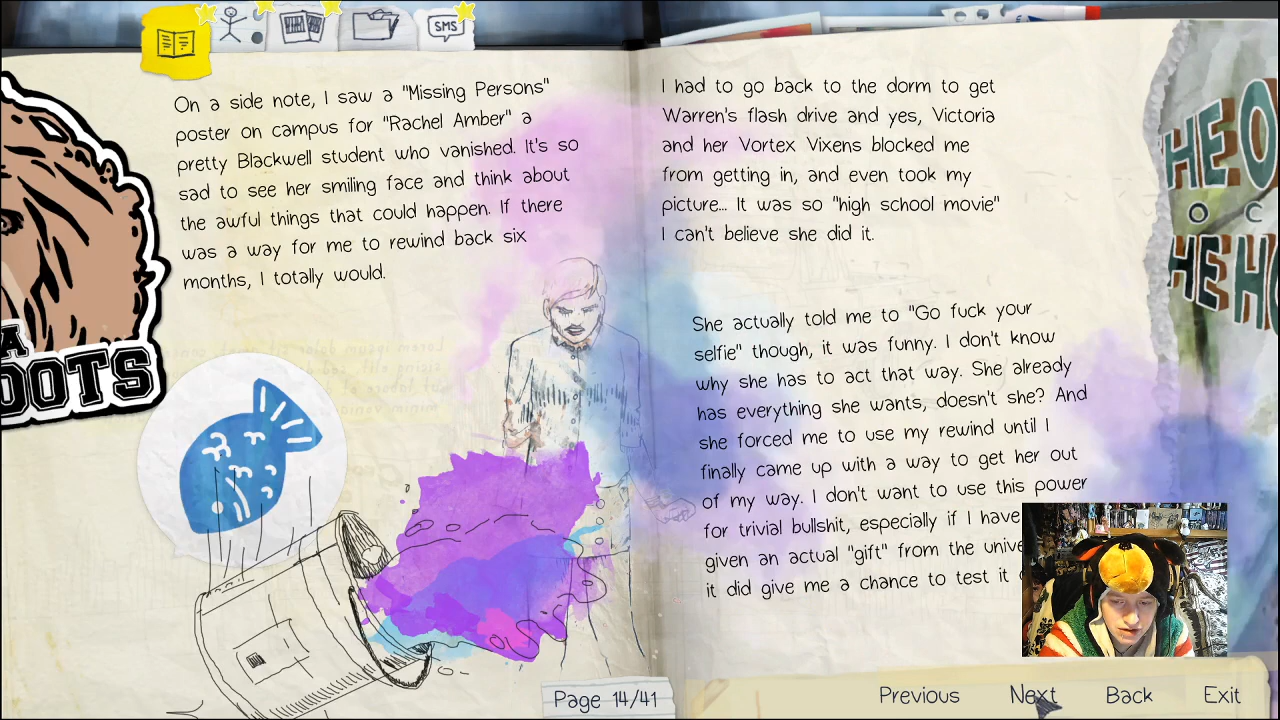 SMS
On a side note, I saw a "Missing Persons"
poster on campus for "Rachel Amber" a
pretty Blackwell student who vanished. It's so
sad to see her smiling face and think about
the awful things that could happen. If there
was a way for me to rewind back six
months, I totally would.
OOTS
I had to go back to the dorm to get
Warren's flash drive and yes, Victoria
and her Vortex Vixens blocked me
from getting in, and even took my
picture... It was so "high school movie"
I can't believe she did it.
She actually told me to "Go fuck your
selfie" though, it was funny. I don't know
why she has to act that way. She already
has everything she wants, doesn't she? And
she forced me to use my rewind until I
finally came up with a way to get her out
of my way. I don't want to use this power
for trivial bullshit, especially if I have
given an actual "gift" from the unive
it did give me a chance to test it
HEO
O C
HEH
Page 14/41
Previous Next Back Exit